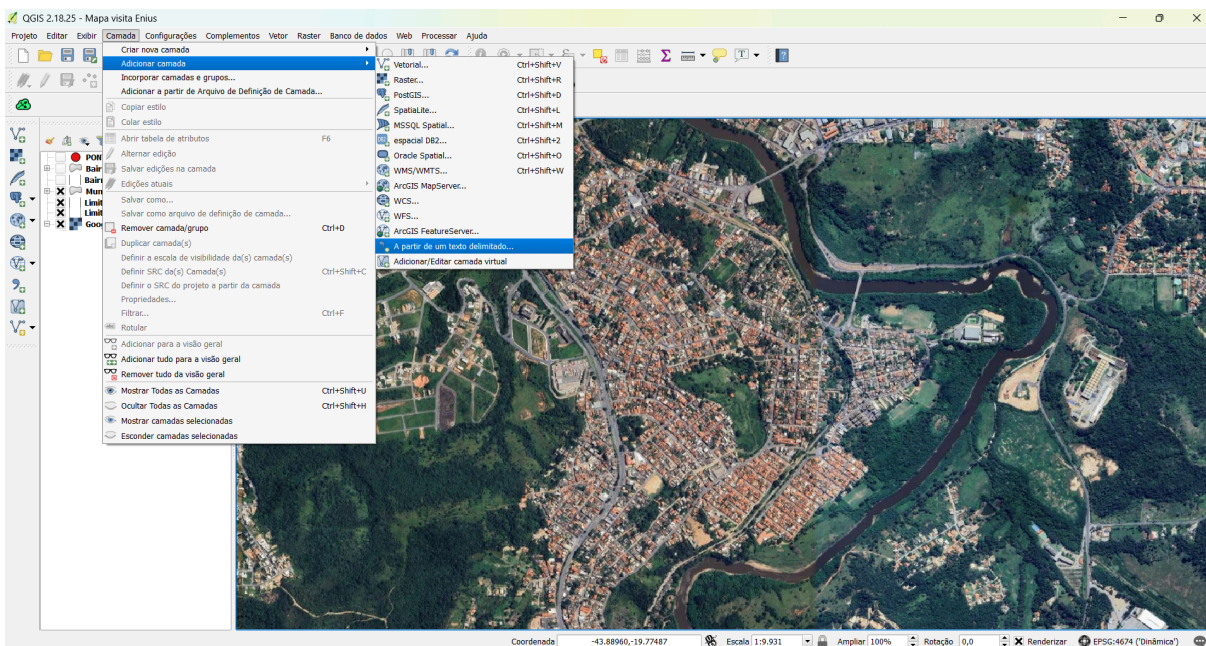 QGIS 2.18.25 - Mapa visita Enius
Projeto Editar Exibir Camada Configurações Complementos Vetor Raster Banco de dados Web Processar Ajuda
Criar nova camada
Adicionar camada
Incorporar camadas e grupos...
Adicionar a partir de Arquivo de Definição de Camada...
Copiar estilo
Colar estilo
Abrir tabela de atributos F6
Alternar edição
Salvar edições na camada
Edições atuais
Salvar como...
Salvar como arquivo de definição de camada...
Remover camada/grupo Ctrl+D
Duplicar camada(s)
Definir a escala de visibilidade da(s) camada(s)
Definir SRC da(s) Camada(s) Ctrl+Shift+C
Definir o SRC do projeto a partir da camada
Propriedades...
Filtrar... Ctrl+F
Rotular
Adicionar para a visão geral
Adicionar tudo para a visão geral
Remover tudo da visão geral
Mostrar Todas as Camadas Ctrl+Shift+U
Ocultar Todas as Camadas Ctrl+Shift+H
Mostrar camadas selecionadas
Esconder camadas selecionadas
Vetorial... Ctrl+Shift+V
Raster... Ctrl+Shift+R
PostGIS... Ctrl+Shift+D
SpatiaLite... Ctrl+Shift+L
MSSQL Spatial... Ctrl+Shift+M
espacial DB2... Ctrl+Shift+2
Oracle Spatial... Ctrl+Shift+O
WMS/WMTS... Ctrl+Shift+W
ArcGIS MapServer...
WCS...
WFS...
ArcGIS FeatureServer...
A partir de um texto delimitado...
Adicionar/Editar camada virtual
PON
Bair
Bair
Mun
Limit
Limit
Goo
Coordenada -43.88960,-19.77487 Escala 1:9.931 Ampliar 100% Rotação 0,0 Renderizar EPSG:4674 ('Dinâmica')